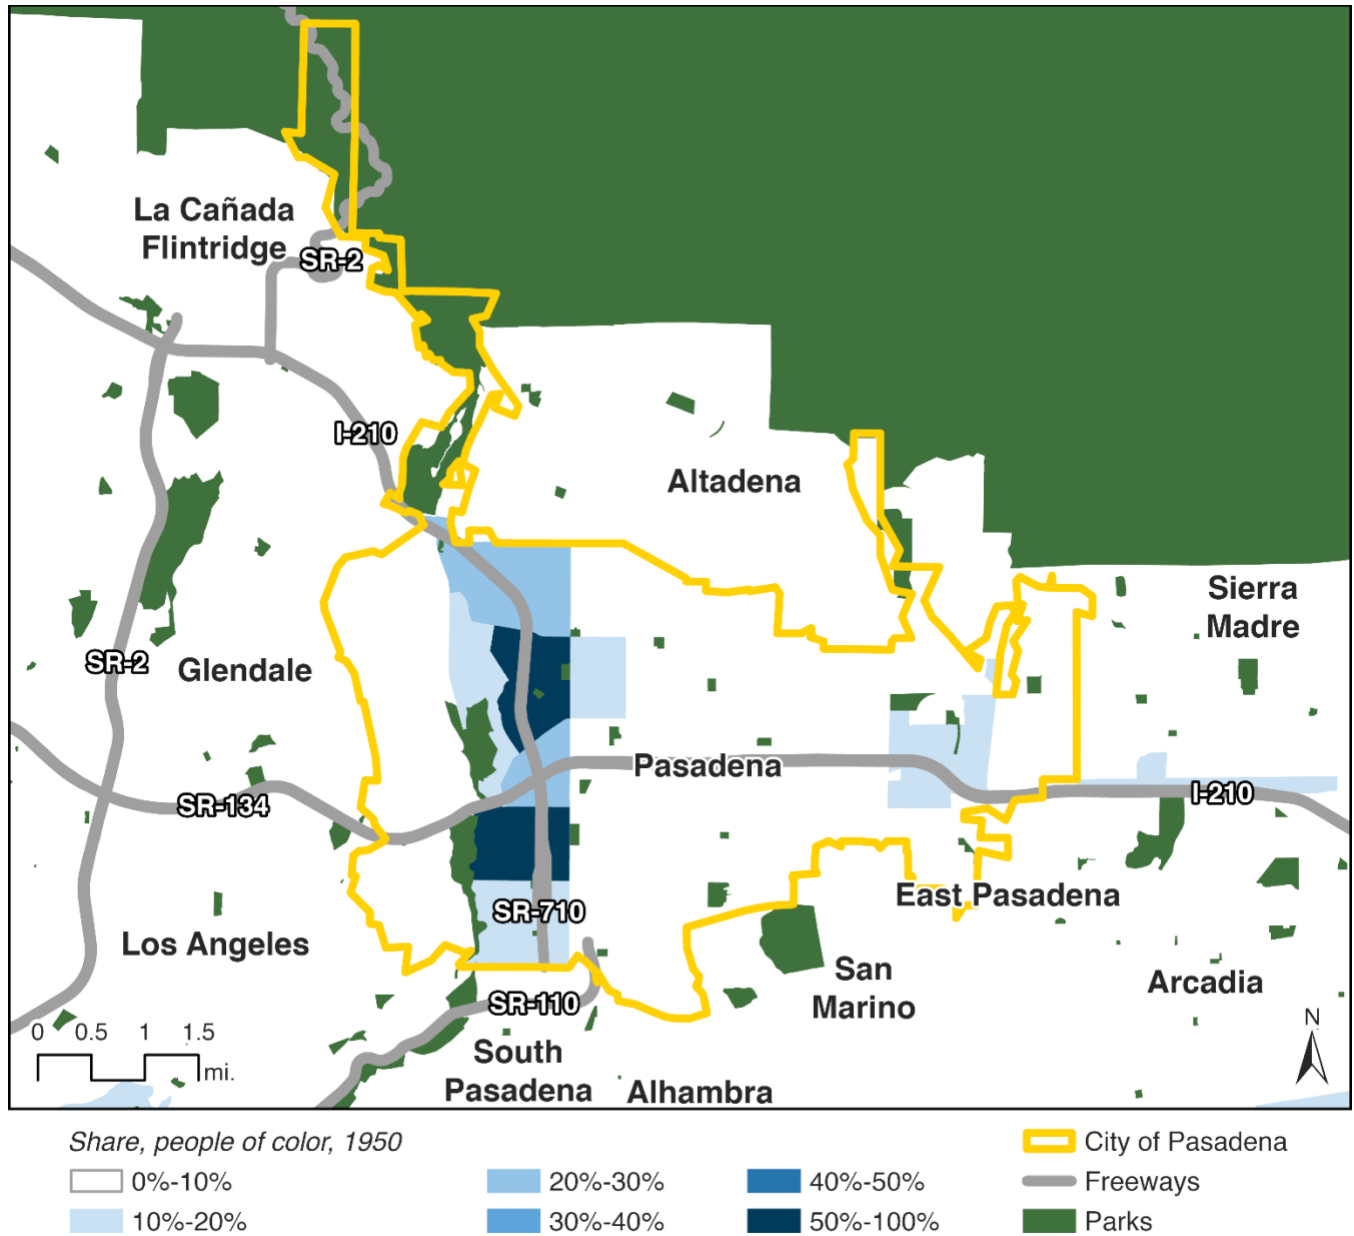 La Cañada
Flintridge
SR-2
I-210
Altadena
Sierra
Madre
SR-2
Glendale
Pasadena
I-210
SR-134
East Pasadena
SR-710
Los Angeles
San
Marino
Arcadia
SR-110
N
0 0.5 1 1.5
mi.
South
Pasadena
Alhambra
Share, people of color, 1950
0%-10%
10%-20%
20%-30%
30%-40%
40%-50%
50%-100%
City of Pasadena
Freeways
Parks